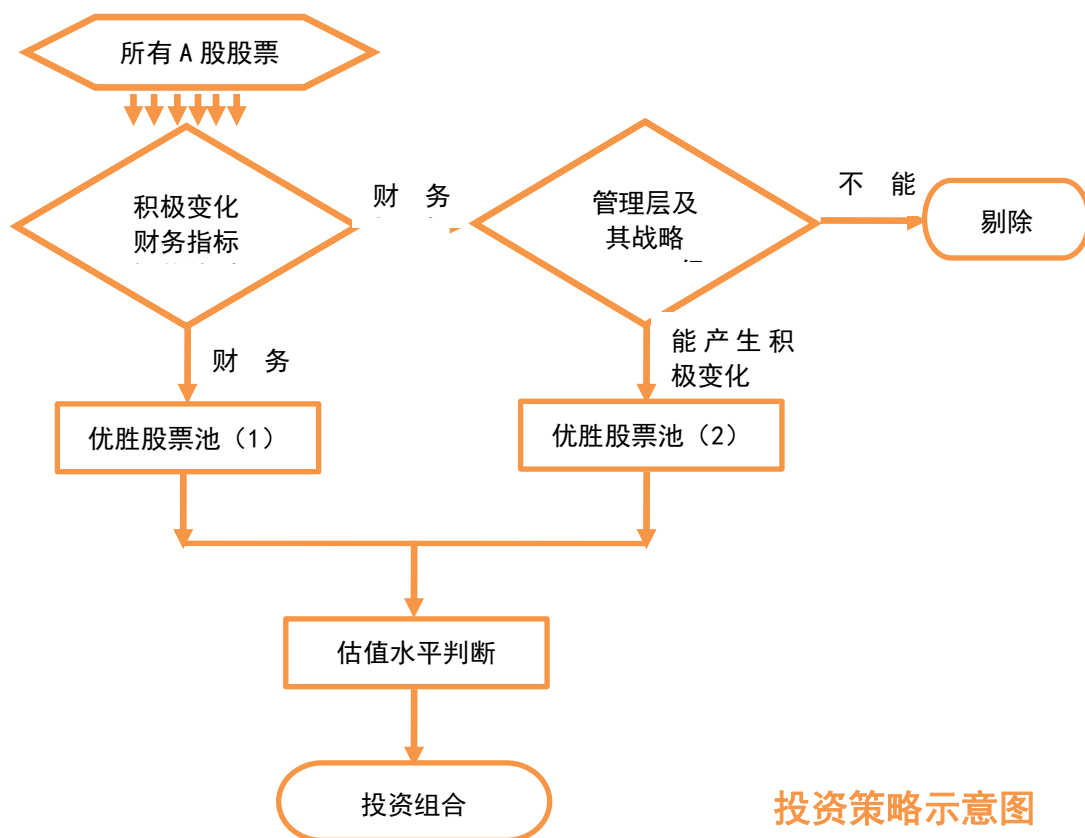 所有 A 股股票
积极变化
财务指标
财 务
管理层及
其战略
不 能
剔除
财 务
能产生积
极变化
优胜股票池（1）
优胜股票池（2）
估值水平判断
投资组合
投资策略示意图